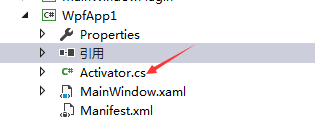 WpfApp1
Properties
引用
Activator.cs
MainWindow.xaml
Manifest.xml